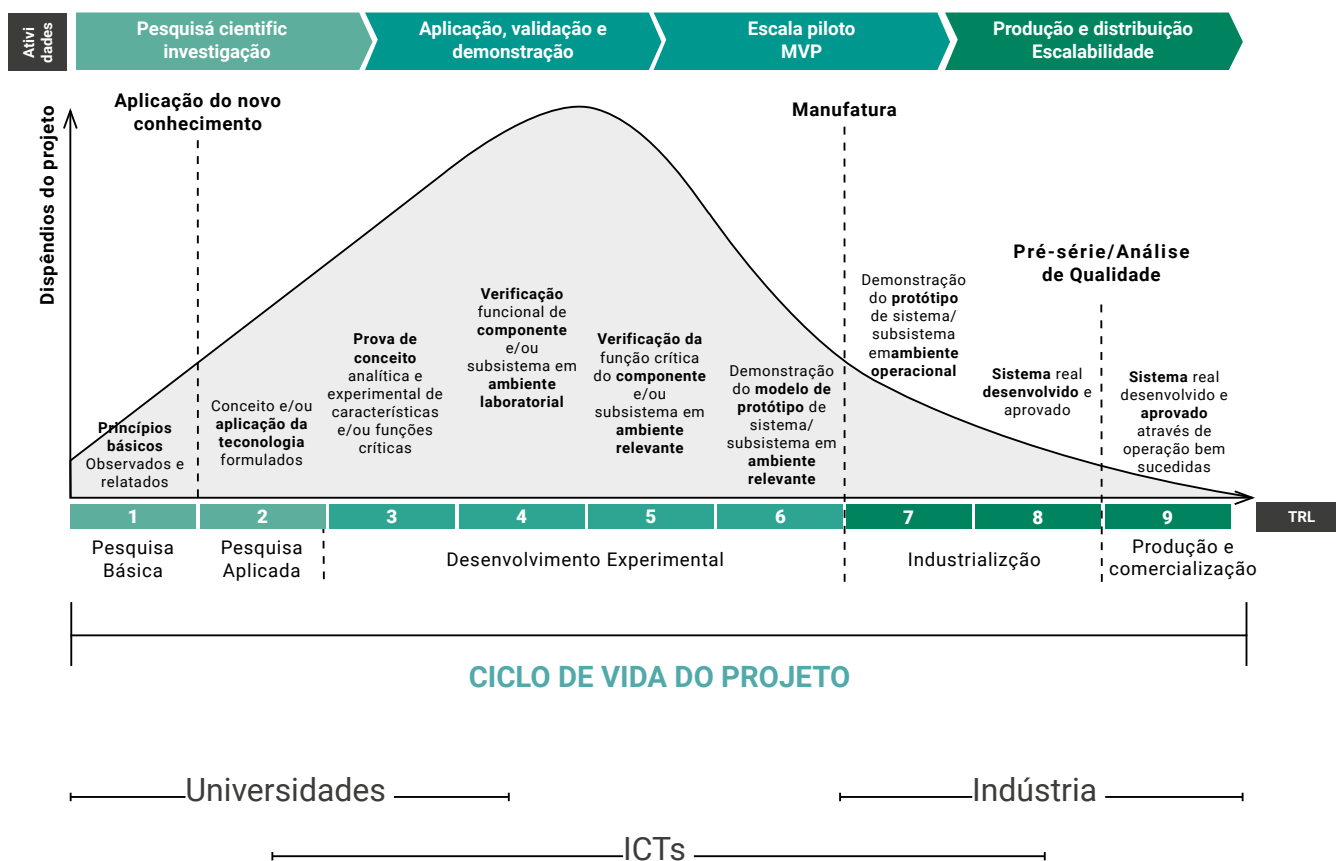 Ativi
dades
Pesquisá cientific
investigação
Aplicação, validação e
demonstração
Escala piloto
MVP
Produção e distribuição
Escalabilidade
Dispêndios do projeto
Aplicação do novo
conhecimento
Manufatura
Pré-série/Análise
de Qualidade
Princípios
básicos
Observados e
relatados
Conceito e/ou
aplicação da
teconologia
formulados
Prova de
conceito
analítica e
experimental de
características
e/ou funções
críticas
Verificação
funcional de
componente
e/ou
subsistema em
ambiente
laboratorial
Verificação da
função crítica
do componente
e/ou
subsistema em
ambiente
relevante
Demonstração
do modelo de
protótipo de
sistema/
subsistema em
ambiente
relevante
Demonstração
do protótipo
de sistema/
subsistema
emambiente
operacional
Sistema real
desenvolvido e
aprovado
Sistema real
desenvolvido e
aprovado
através de
operação bem
sucedidas
1 2 3 4 5 6 7 8 9 TRL
Pesquisa
Básica
Pesquisa
Aplicada
Desenvolvimento Experimental
Industrializção
Produção e
comercialização
CICLO DE VIDA DO PROJETO
Universidades
Indústria
ICTs